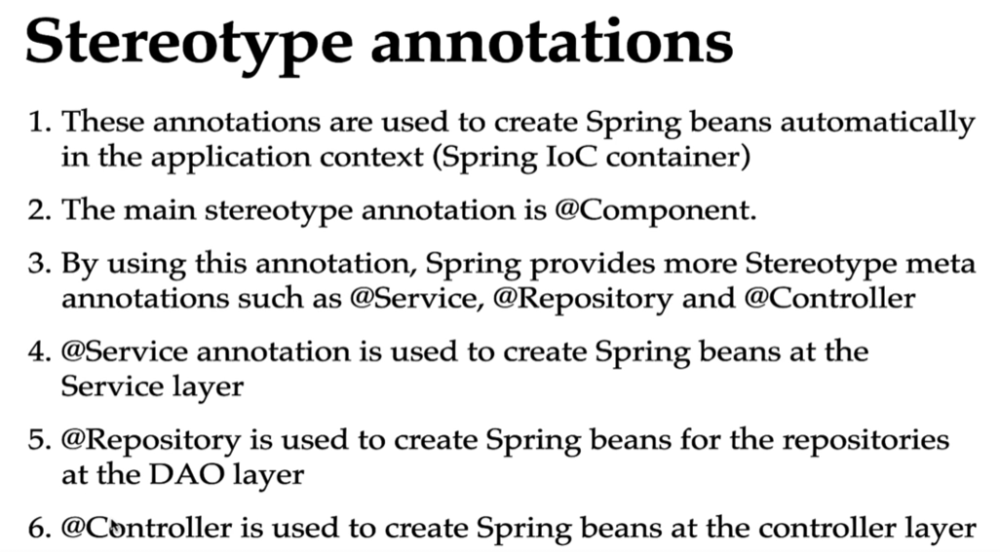 Stereotype annotations
1. These annotations are used to create Spring beans automatically
in the application context (Spring IoC container)
2. The main stereotype annotation is @Component.
3. By using this annotation, Spring provides more Stereotype meta
annotations such as @Service, @Repository and @Controller
4. @Service annotation is used to create Spring beans at the
Service layer
5. @Repository is used to create Spring beans for the repositories
at the DAO layer
6. @Controller is used to create Spring beans at the controller layer